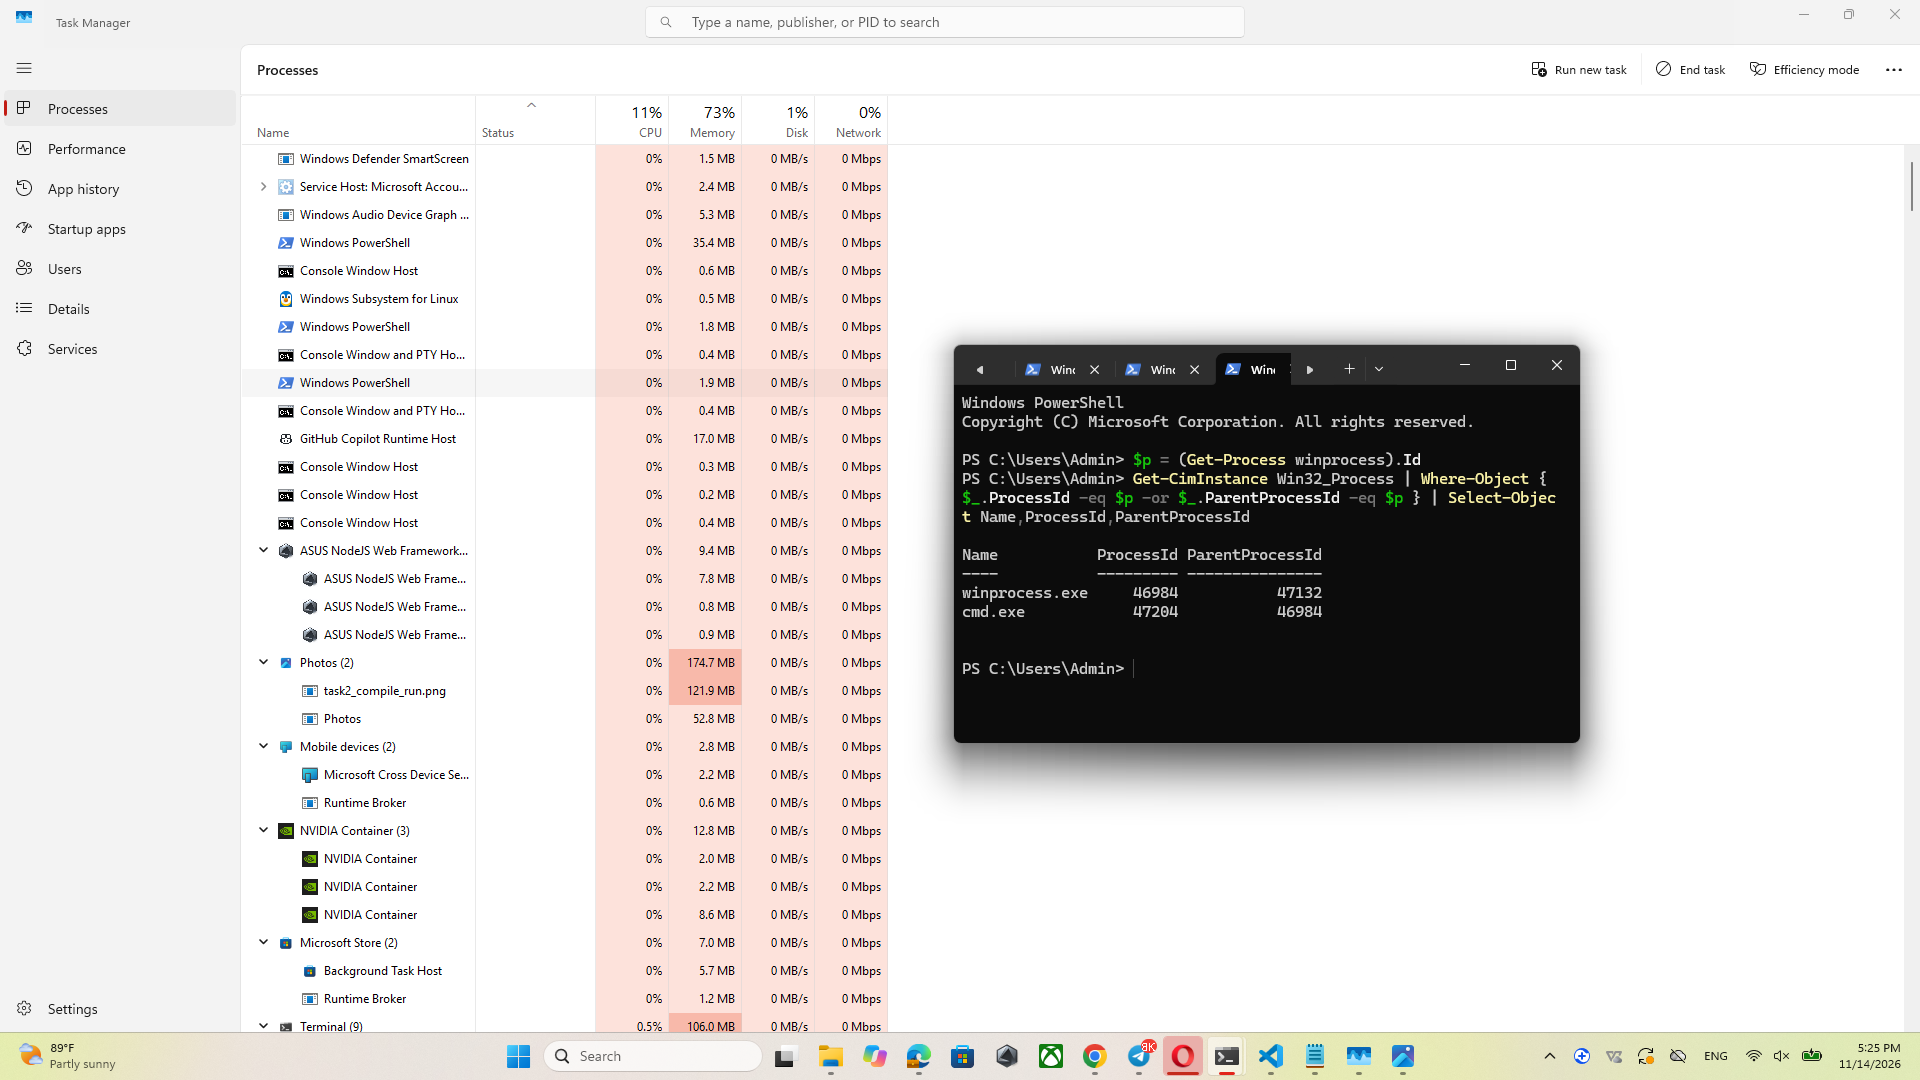 Task Manager
Type a name, publisher, or PID to search
Processes
Run new task
End task
Efficiency mode
Processes
Performance
App history
Startup apps
Users
Details
Services
Settings
11% 73% 1% 0%
Name Status CPU Memory Disk Network
Windows Defender SmartScreen 0% 1.5 MB 0 MB/s 0 Mbps
Service Host: Microsoft Accou... 0% 2.4 MB 0 MB/s 0 Mbps
Windows Audio Device Graph ... 0% 5.3 MB 0 MB/s 0 Mbps
Windows PowerShell 0% 35.4 MB 0 MB/s 0 Mbps
Console Window Host 0% 0.6 MB 0 MB/s 0 Mbps
Windows Subsystem for Linux 0% 0.5 MB 0 MB/s 0 Mbps
Windows PowerShell 0% 1.8 MB 0 MB/s 0 Mbps
Console Window and PTY Ho... 0% 0.4 MB 0 MB/s 0 Mbps
Windows PowerShell 0% 1.9 MB 0 MB/s 0 Mbps
Console Window and PTY Ho... 0% 0.4 MB 0 MB/s 0 Mbps
GitHub Copilot Runtime Host 0% 17.0 MB 0 MB/s 0 Mbps
Console Window Host 0% 0.3 MB 0 MB/s 0 Mbps
Console Window Host 0% 0.2 MB 0 MB/s 0 Mbps
Console Window Host 0% 0.4 MB 0 MB/s 0 Mbps
ASUS NodeJS Web Framework... 0% 9.4 MB 0 MB/s 0 Mbps
ASUS NodeJS Web Frame... 0% 7.8 MB 0 MB/s 0 Mbps
ASUS NodeJS Web Frame... 0% 0.8 MB 0 MB/s 0 Mbps
ASUS NodeJS Web Frame... 0% 0.9 MB 0 MB/s 0 Mbps
Photos (2) 0% 174.7 MB 0 MB/s 0 Mbps
task2_compile_run.png 0% 121.9 MB 0 MB/s 0 Mbps
Photos 0% 52.8 MB 0 MB/s 0 Mbps
Mobile devices (2) 0% 2.8 MB 0 MB/s 0 Mbps
Microsoft Cross Device Se... 0% 2.2 MB 0 MB/s 0 Mbps
Runtime Broker 0% 0.6 MB 0 MB/s 0 Mbps
NVIDIA Container (3) 0% 12.8 MB 0 MB/s 0 Mbps
NVIDIA Container 0% 2.0 MB 0 MB/s 0 Mbps
NVIDIA Container 0% 2.2 MB 0 MB/s 0 Mbps
NVIDIA Container 0% 8.6 MB 0 MB/s 0 Mbps
Microsoft Store (2) 0% 7.0 MB 0 MB/s 0 Mbps
Background Task Host 0% 5.7 MB 0 MB/s 0 Mbps
Runtime Broker 0% 1.2 MB 0 MB/s 0 Mbps
Terminal (9) 0.5% 106.0 MB 0 MB/s 0 Mbps
Winc Winc Winc
Windows PowerShell
Copyright (C) Microsoft Corporation. All rights reserved.
PS C:\Users\Admin> $p = (Get-Process winprocess).Id
PS C:\Users\Admin> Get-CimInstance Win32_Process | Where-Object {
$_.ProcessId -eq $p -or $_.ParentProcessId -eq $p } | Select-Objec
t Name,ProcessId,ParentProcessId
Name ProcessId ParentProcessId
---- --------- ---------------
winprocess.exe 46984 47132
cmd.exe 47204 46984
PS C:\Users\Admin>
89°F
Partly sunny
Search
8K
ENG
5:25 PM
11/14/2026